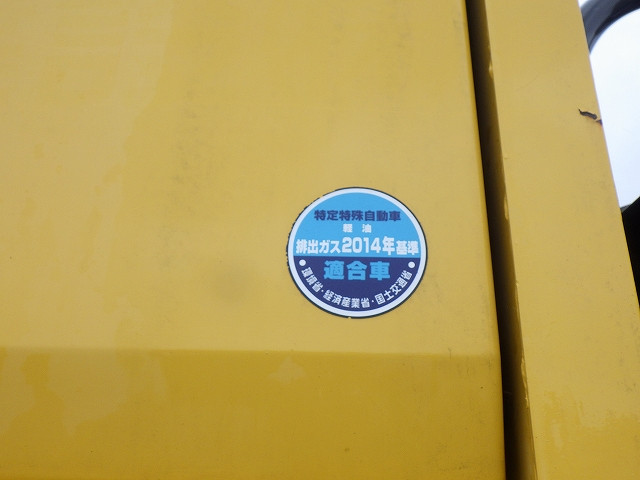 特定特殊自動車
軽油
排出ガス2014年基準
適合車
•環境省・経済産業省・国土交通省•